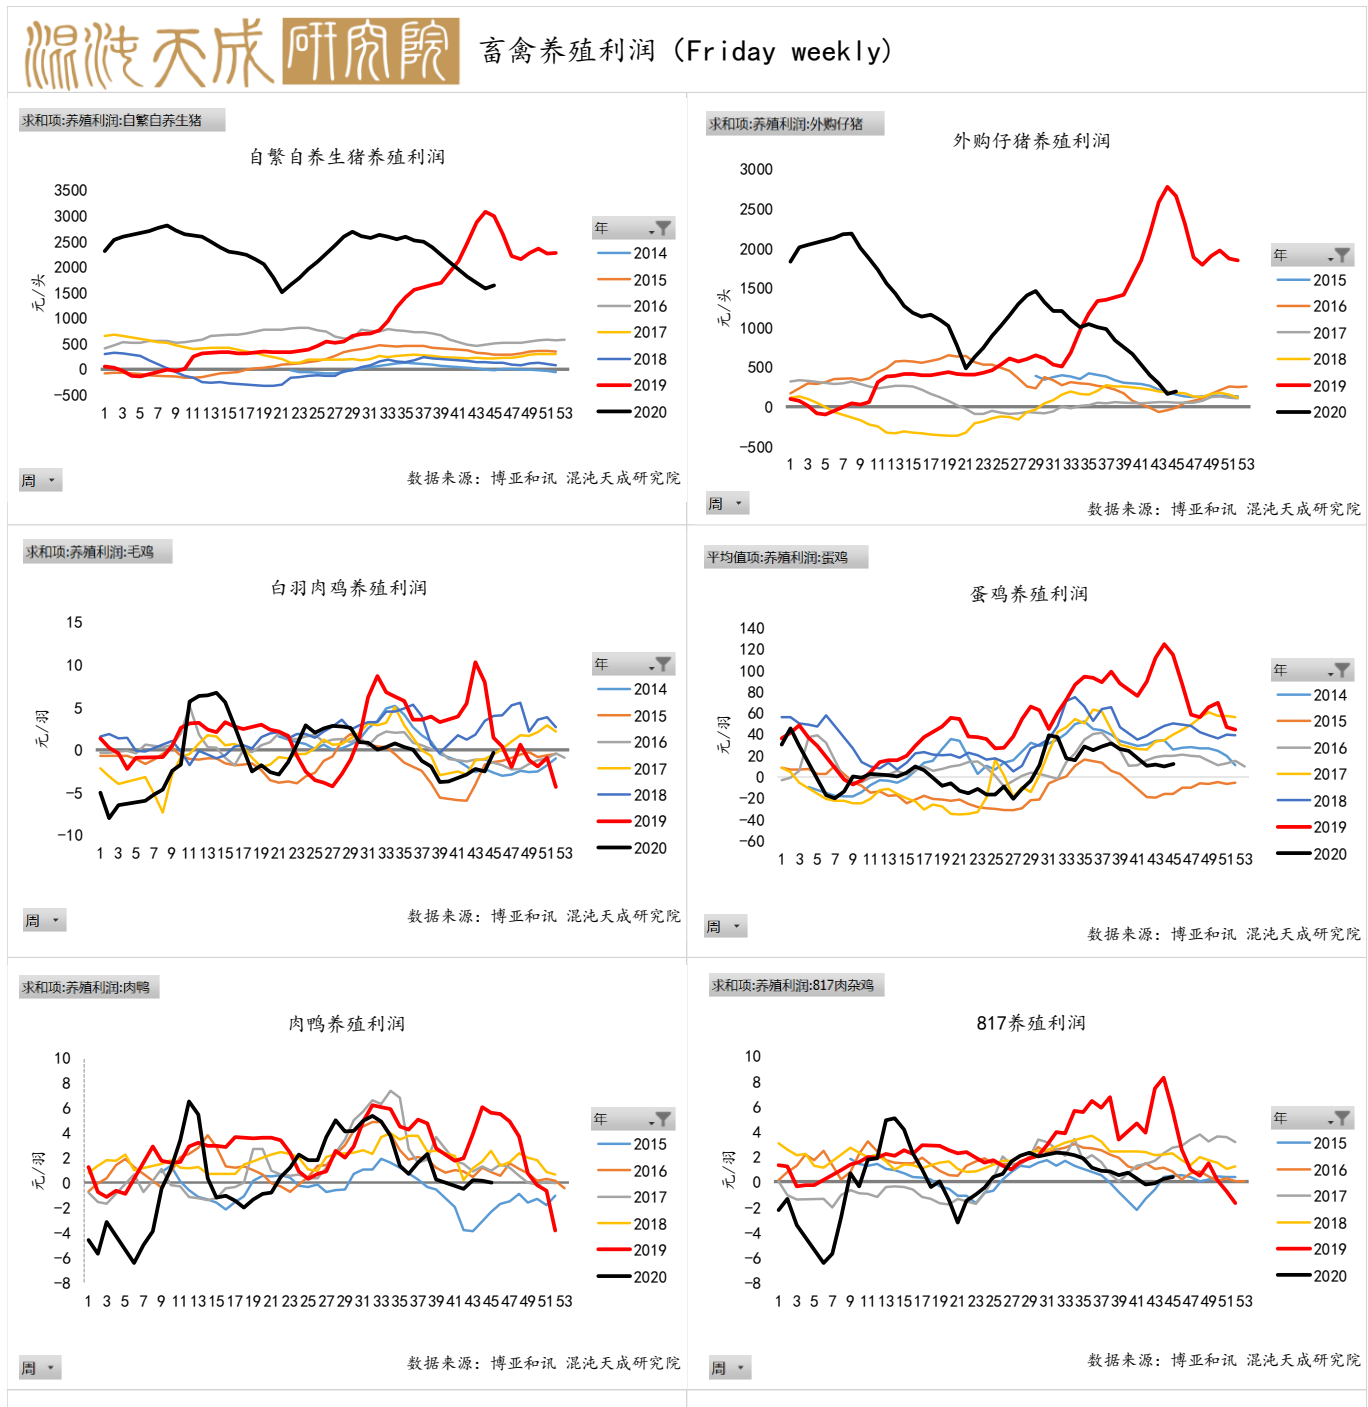 混沌天成研究院
畜禽养殖利润 (Friday weekly)
求和项:养殖利润:自繁自养生猪
自繁自养生猪养殖利润
元/头
3500
3000
2500
2000
1500
1000
500
0
−500
1 3 5 7 9 11 13 15 17 19 21 23 25 27 29 31 33 35 37 39 41 43 45 47 49 51 53
年
2014
2015
2016
2017
2018
2019
2020
周
数据来源: 博亚和讯 混沌天成研究院
求和项:养殖利润:外购仔猪
外购仔猪养殖利润
元/头
3000
2500
2000
1500
1000
500
0
−500
1 3 5 7 9 11 13 15 17 19 21 23 25 27 29 31 33 35 37 39 41 43 45 47 49 51 53
年
2015
2016
2017
2018
2019
2020
周
数据来源: 博亚和讯 混沌天成研究院
求和项:养殖利润:毛鸡
白羽肉鸡养殖利润
元/羽
15
10
5
0
−5
−10
1 3 5 7 9 11 13 15 17 19 21 23 25 27 29 31 33 35 37 39 41 43 45 47 49 51 53
年
2014
2015
2016
2017
2018
2019
2020
周
数据来源: 博亚和讯 混沌天成研究院
平均值项:养殖利润:蛋鸡
蛋鸡养殖利润
元/羽
140
120
100
80
60
40
20
0
−20
−40
−60
1 3 5 7 9 11 13 15 17 19 21 23 25 27 29 31 33 35 37 39 41 43 45 47 49 51 53
年
2014
2015
2016
2017
2018
2019
2020
周
数据来源: 博亚和讯 混沌天成研究院
求和项:养殖利润:肉鸭
肉鸭养殖利润
元/羽
10
8
6
4
2
0
−2
−4
−6
−8
1 3 5 7 9 11 13 15 17 19 21 23 25 27 29 31 33 35 37 39 41 43 45 47 49 51 53
年
2015
2016
2017
2018
2019
2020
周
数据来源: 博亚和讯 混沌天成研究院
求和项:养殖利润:817肉杂鸡
817养殖利润
元/羽
10
8
6
4
2
0
−2
−4
−6
−8
1 3 5 7 9 11 13 15 17 19 21 23 25 27 29 31 33 35 37 39 41 43 45 47 49 51 53
年
2015
2016
2017
2018
2019
2020
周
数据来源: 博亚和讯 混沌天成研究院